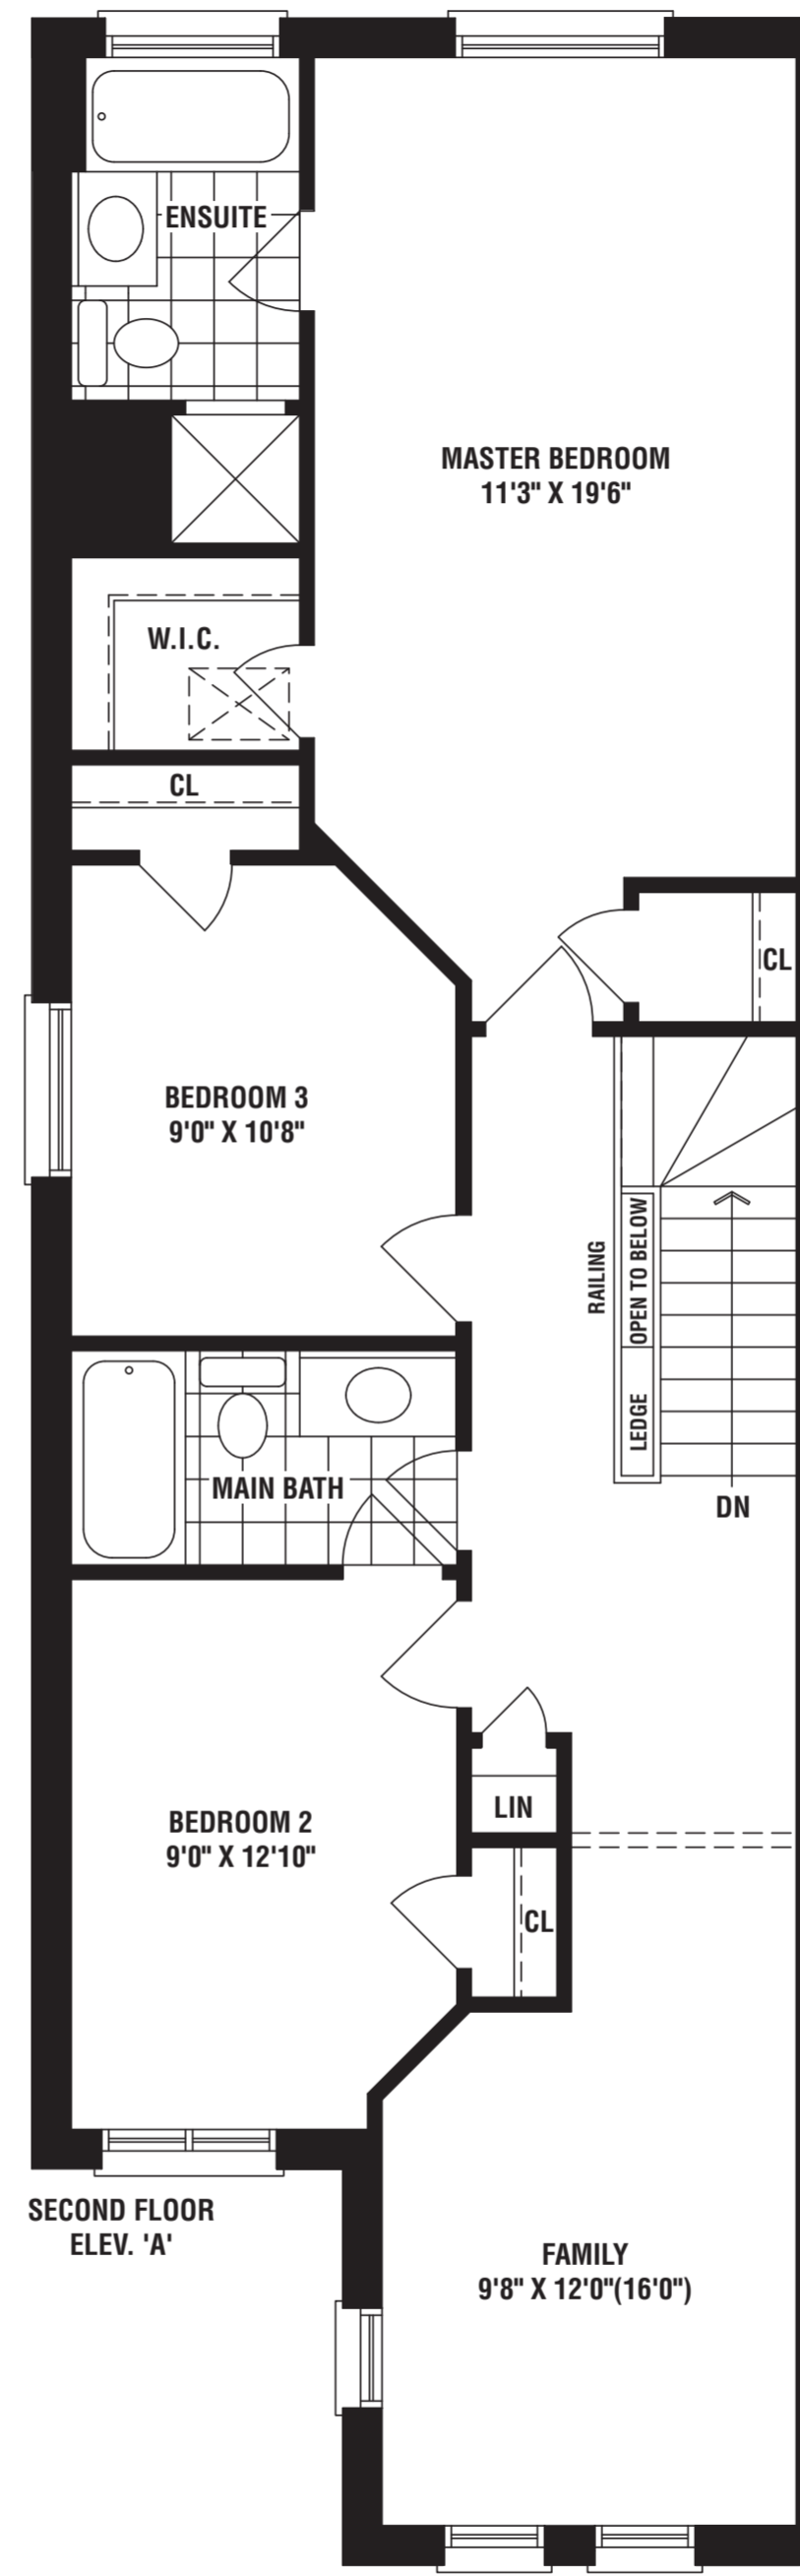 ENSUITE
MASTER BEDROOM
11'3" X 19'6"
W.I.C.
CL
CL
BEDROOM 3
9'0" X 10'8"
RAILING
OPEN TO BELOW
LEDGE
MAIN BATH
DN
LIN
BEDROOM 2
9'0" X 12'10"
CL
SECOND FLOOR
ELEV. 'A'
FAMILY
9'8" X 12'0"(16'0")